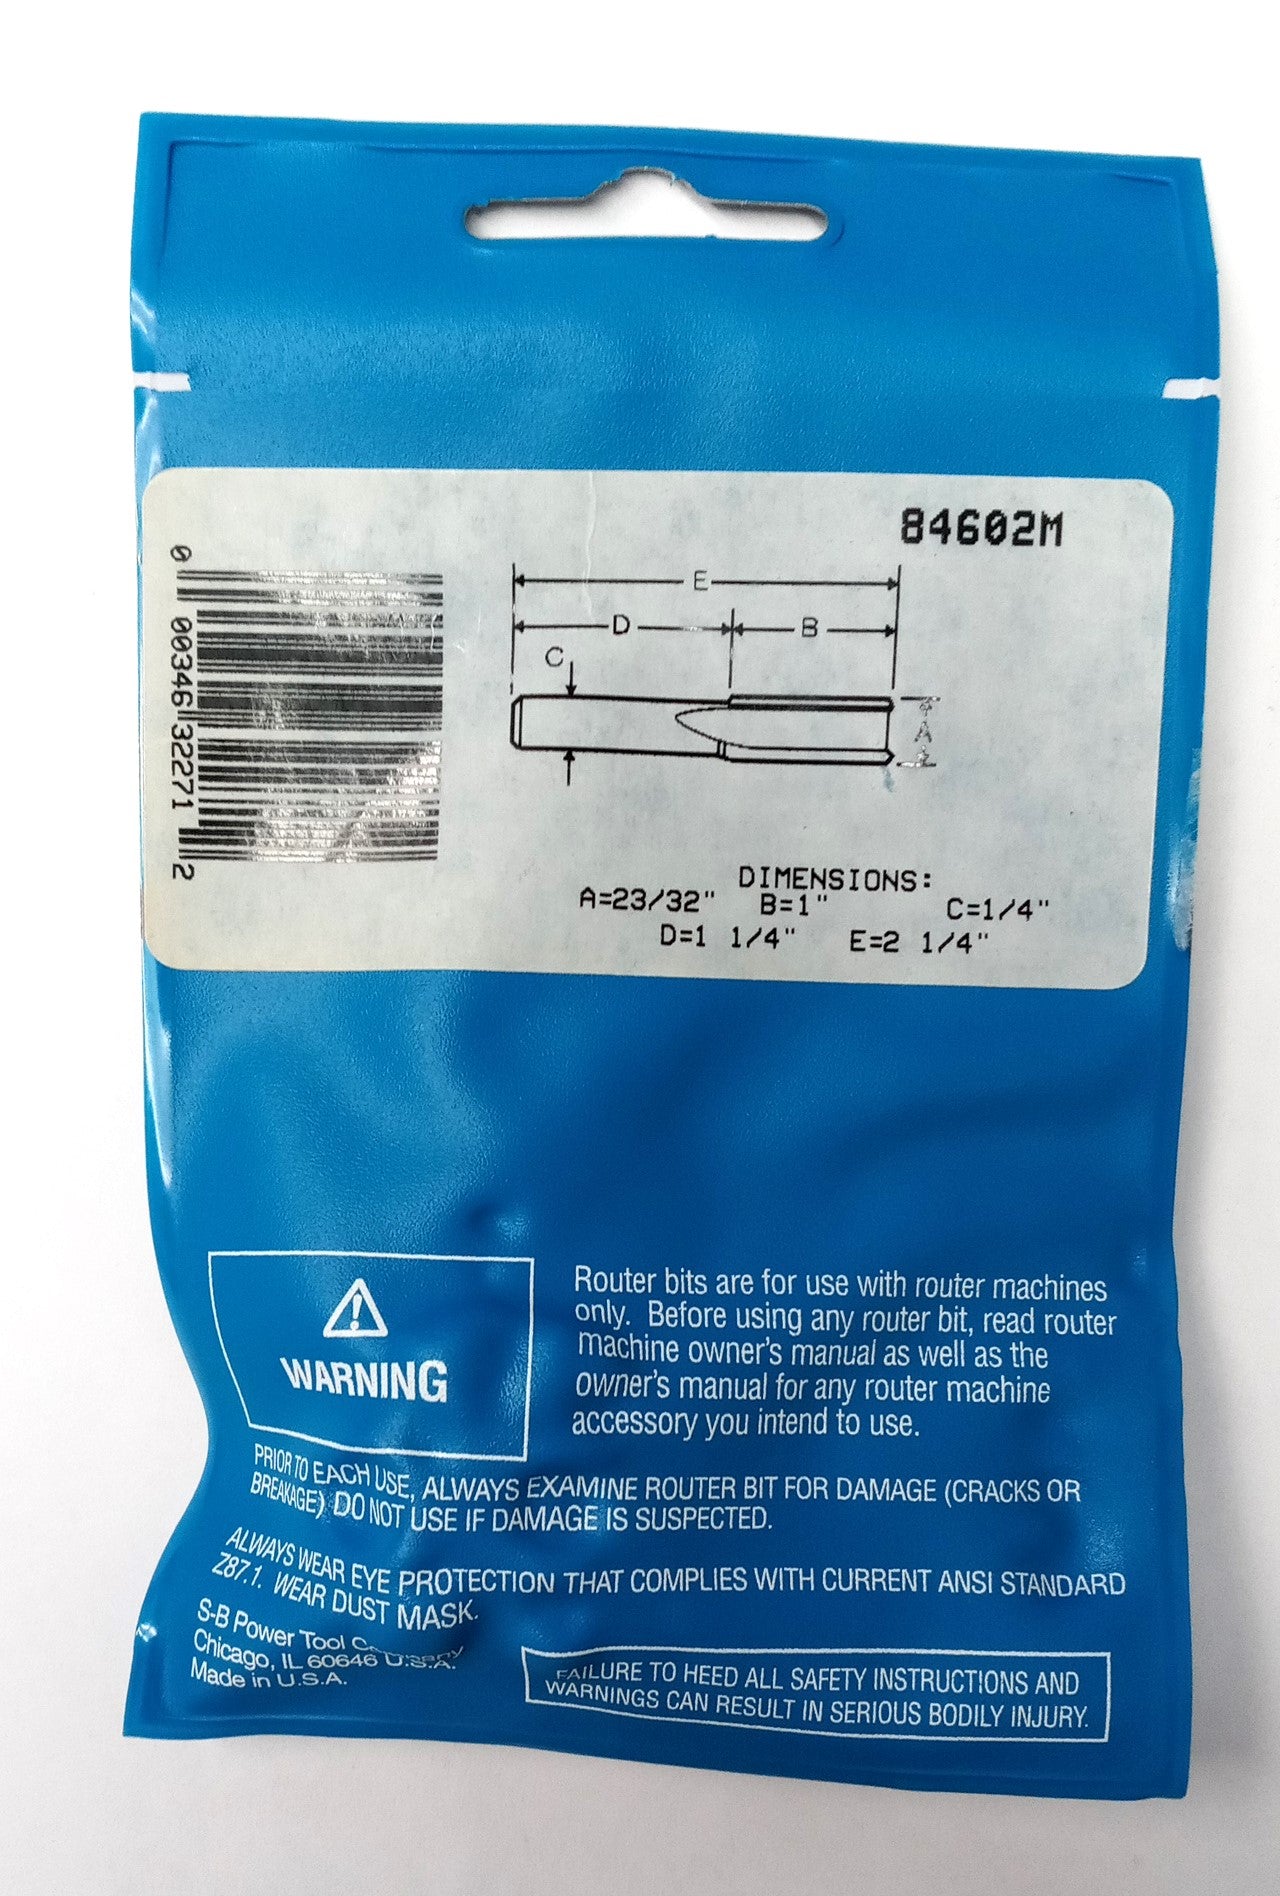 84602M
0 00346 32271 2
E
D
B
C
A
DIMENSIONS:
A=23/32" B=1" C=1/4"
D=1 1/4" E=2 1/4"
WARNING
Router bits are for use with router machines
only. Before using any router bit, read router
machine owner's manual as well as the
owner's manual for any router machine
accessory you intend to use.
PRIOR TO EACH USE, ALWAYS EXAMINE ROUTER BIT FOR DAMAGE (CRACKS OR
BREAKAGE) DO NOT USE IF DAMAGE IS SUSPECTED.
ALWAYS WEAR EYE PROTECTION THAT COMPLIES WITH CURRENT ANSI STANDARD
Z87.1. WEAR DUST MASK.
S-B Power Tool Company
Chicago, IL 60646 U.S.A.
Made in U.S.A.
FAILURE TO HEED ALL SAFETY INSTRUCTIONS AND
WARNINGS CAN RESULT IN SERIOUS BODILY INJURY.